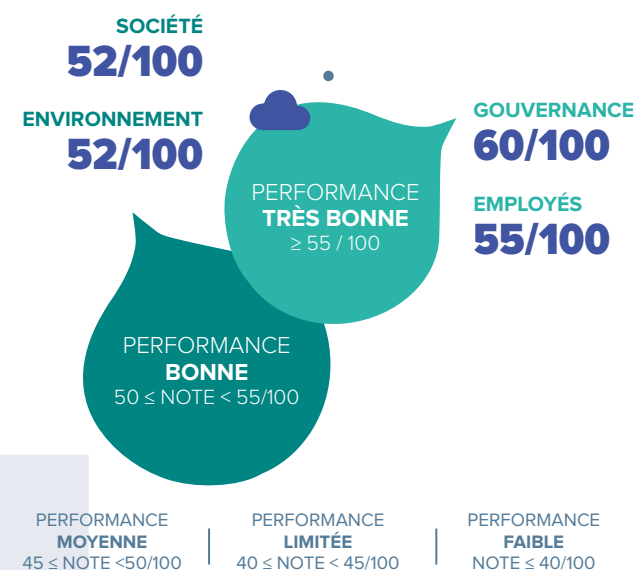 SOCIÉTÉ
52/100
ENVIRONNEMENT
52/100
GOUVERNANCE
60/100
EMPLOYÉS
55/100
PERFORMANCE
TRÈS BONNE
≥ 55 / 100
PERFORMANCE
BONNE
50 ≤ NOTE < 55/100
PERFORMANCE
MOYENNE
45 ≤ NOTE <50/100
PERFORMANCE
LIMITÉE
40 ≤ NOTE < 45/100
PERFORMANCE
FAIBLE
NOTE ≤ 40/100